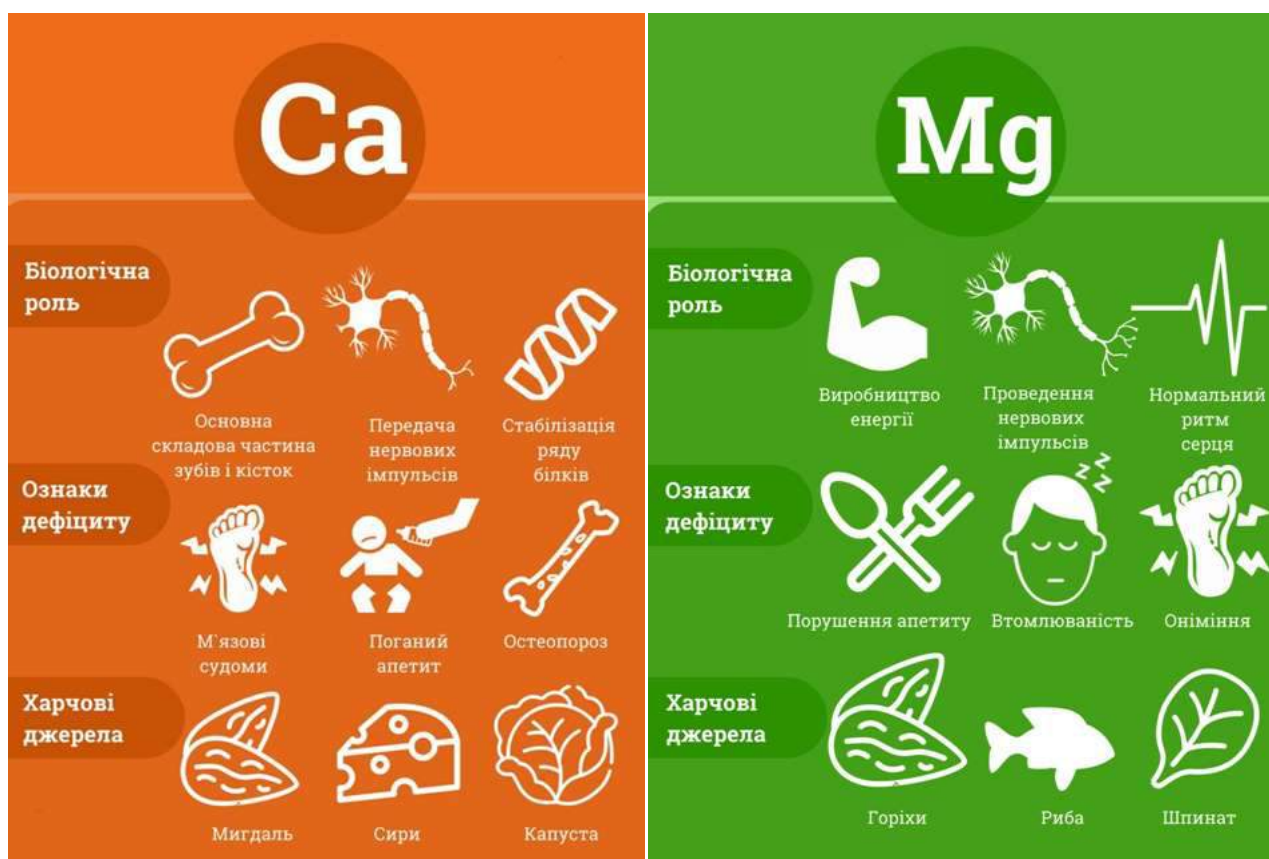 Ca
Біологічна
роль
Основна
складова частина
зубів і кісток
Передача
нервових
імпульсів
Стабілізація
ряду
білків
Ознаки
дефіциту
М`язові
судоми
Поганий
апетит
Остеопороз
Харчові
джерела
Мигдаль
Сири
Капуста
Mg
Біологічна
роль
Виробництво
енергії
Проведення
нервових
імпульсів
Нормальний
ритм
серця
Ознаки
дефіциту
z z z
Порушення апетиту
Втомлюваність
Оніміння
Харчові
джерела
Горіхи
Риба
Шпинат